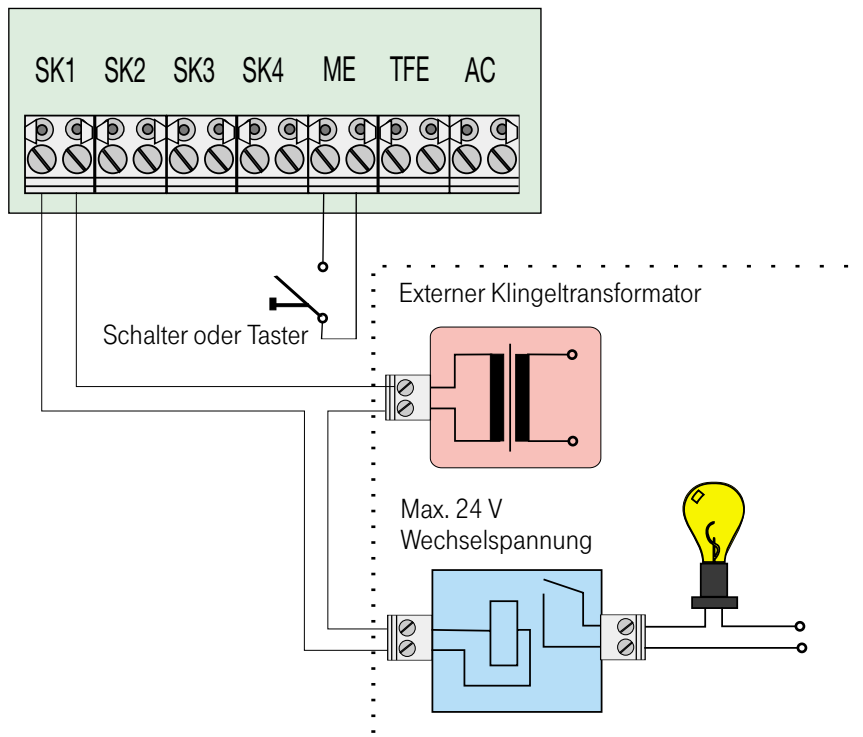 SK1 SK2 SK3 SK4 ME TFE AC
Externer Klingeltransformator
Schalter oder Taster
Max. 24 V
Wechselspannung